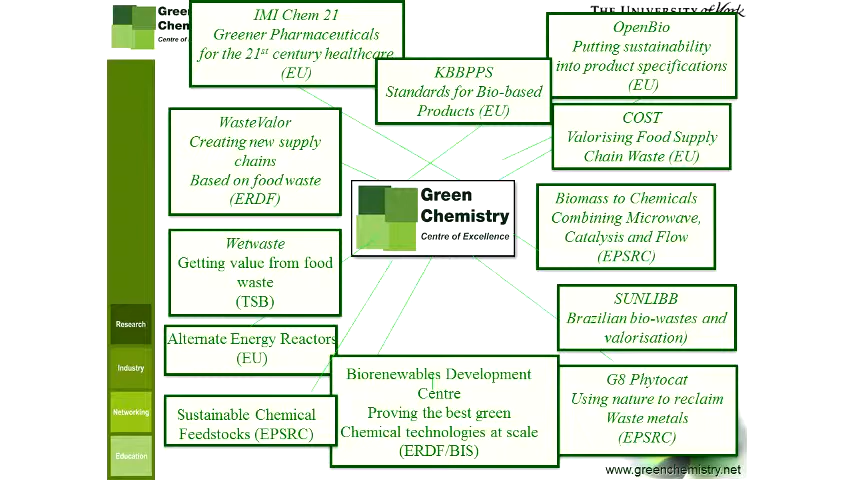 Green
Chem
Centre of
THE UNIVERSITY of York
IMI Chem 21
Greener Pharmaceuticals
for the 21st century healthcare
(EU)
KBBPPS
Standards for Bio-based
Products (EU)
OpenBio
Putting sustainability
into product specifications
(EU)
COST
Valorising Food Supply
Chain Waste (EU)
WasteValor
Creating new supply
chains
Based on food waste
(ERDF)
Green
Chemistry
Centre of Excellence
Biomass to Chemicals
Combining Microwave,
Catalysis and Flow
(EPSRC)
Wetwaste
Getting value from food
waste
(TSB)
SUNLIBB
Brazilian bio-wastes and
valorisation)
Alternate Energy Reactors
(EU)
Biorenewables Development
Centre
Proving the best green
Chemical technologies at scale
(ERDF/BIS)
G8 Phytocat
Using nature to reclaim
Waste metals
(EPSRC)
Sustainable Chemical
Feedstocks (EPSRC)
Research
Industry
Networking
Education
www.greenchemistry.net